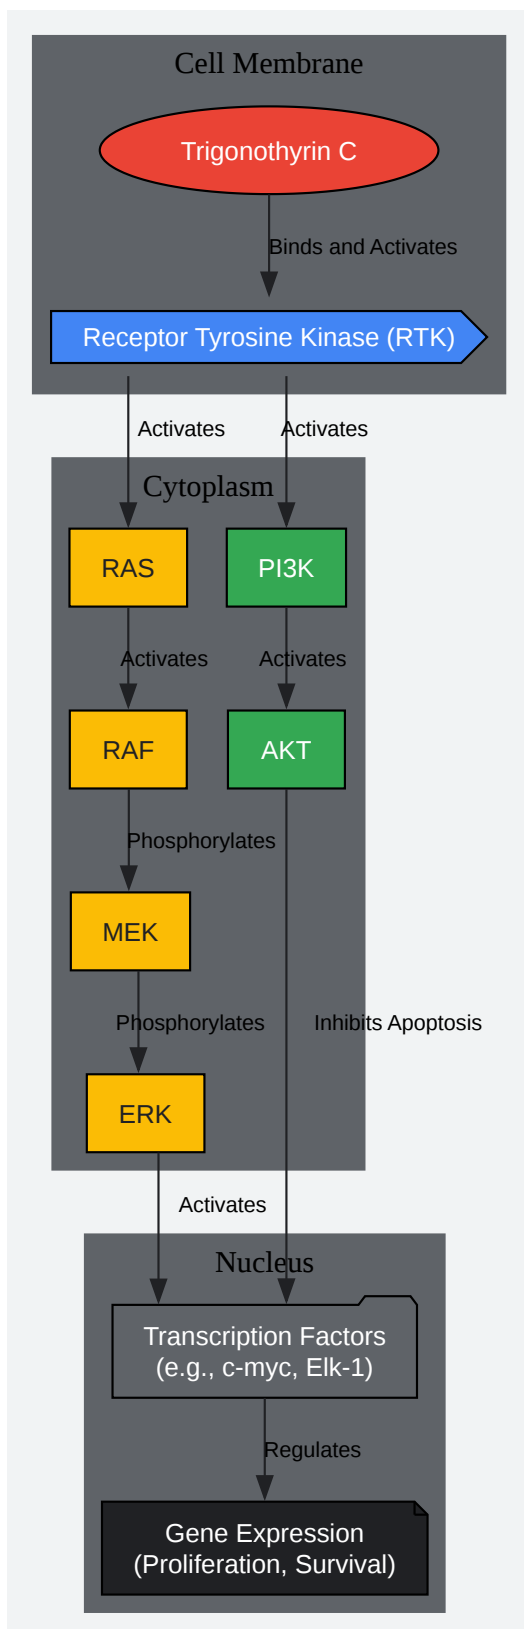 Cell Membrane
Trigonothyrin C
Binds and Activates
Receptor Tyrosine Kinase (RTK)
Activates
Activates
Cytoplasm
RAS
PI3K
Activates
Activates
RAF
AKT
Phosphorylates
MEK
Phosphorylates
Inhibits Apoptosis
ERK
Activates
Nucleus
Transcription Factors
(e.g., c-myc, Elk-1)
Regulates
Gene Expression
(Proliferation, Survival)